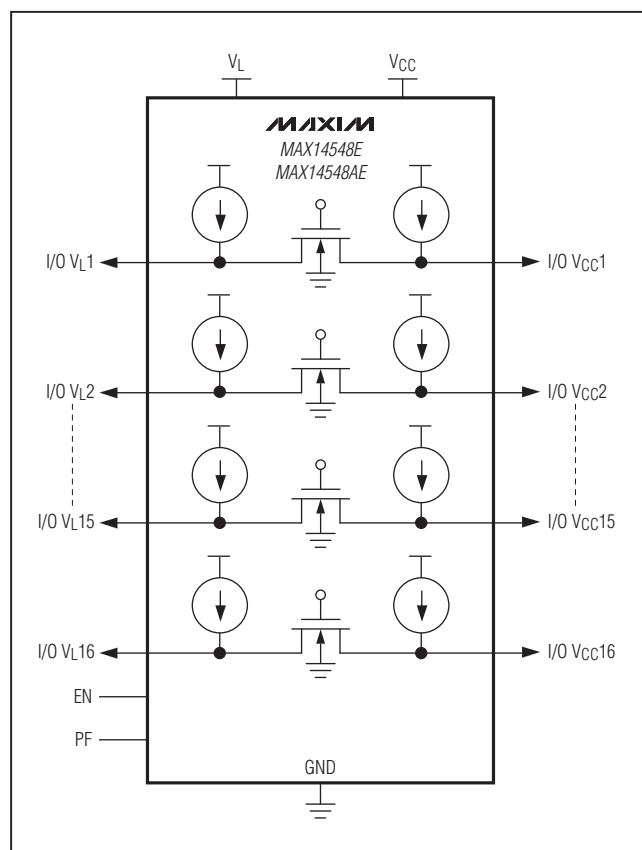 VL VCC
MAXIM
MAX14548E
MAX14548AE
I/O VL1 I/O VCC1
I/O VL2 I/O VCC2
I/O VL15 I/O VCC15
I/O VL16 I/O VCC16
EN
PF
GND